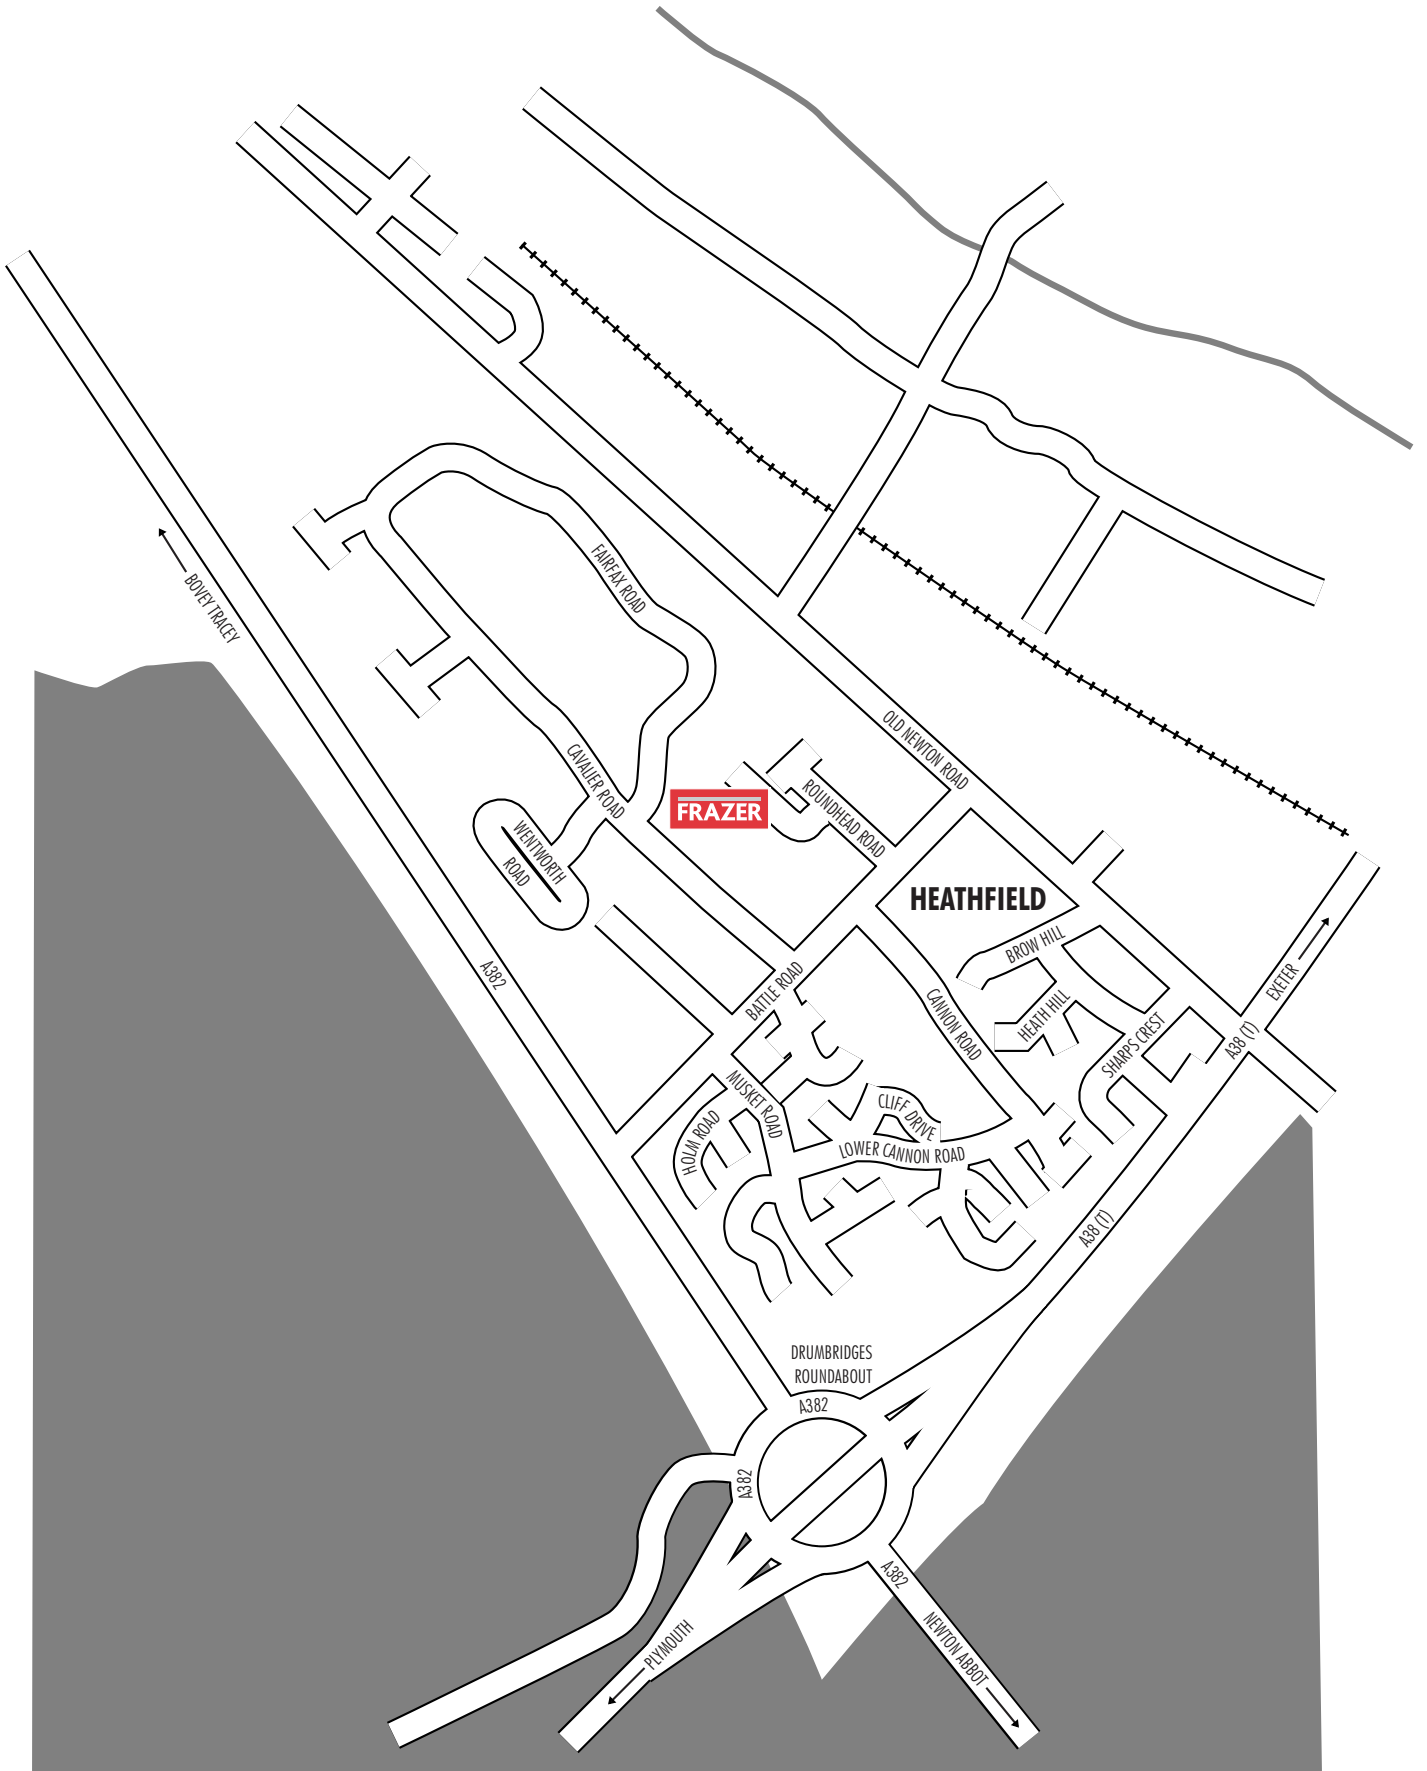 FAIRFAX ROAD
BOVEY TRACEY
OLD NEWTON ROAD
CAVALIER ROAD
FRAZER
ROUNDHEAD ROAD
WENTWORTH
ROAD
HEATHFIELD
BROW HILL
A382
BATTLE ROAD
EXETER
CANNON ROAD
HEATH HILL
SHARPS CREST
A38 (T)
MUSKET ROAD
CLIFF DRIVE
HOLM ROAD
LOWER CANNON ROAD
A38 (T)
DRUMBRIDGES
ROUNDABOUT
A382
A382
A382
PLYMOUTH
NEWTON ABBOT